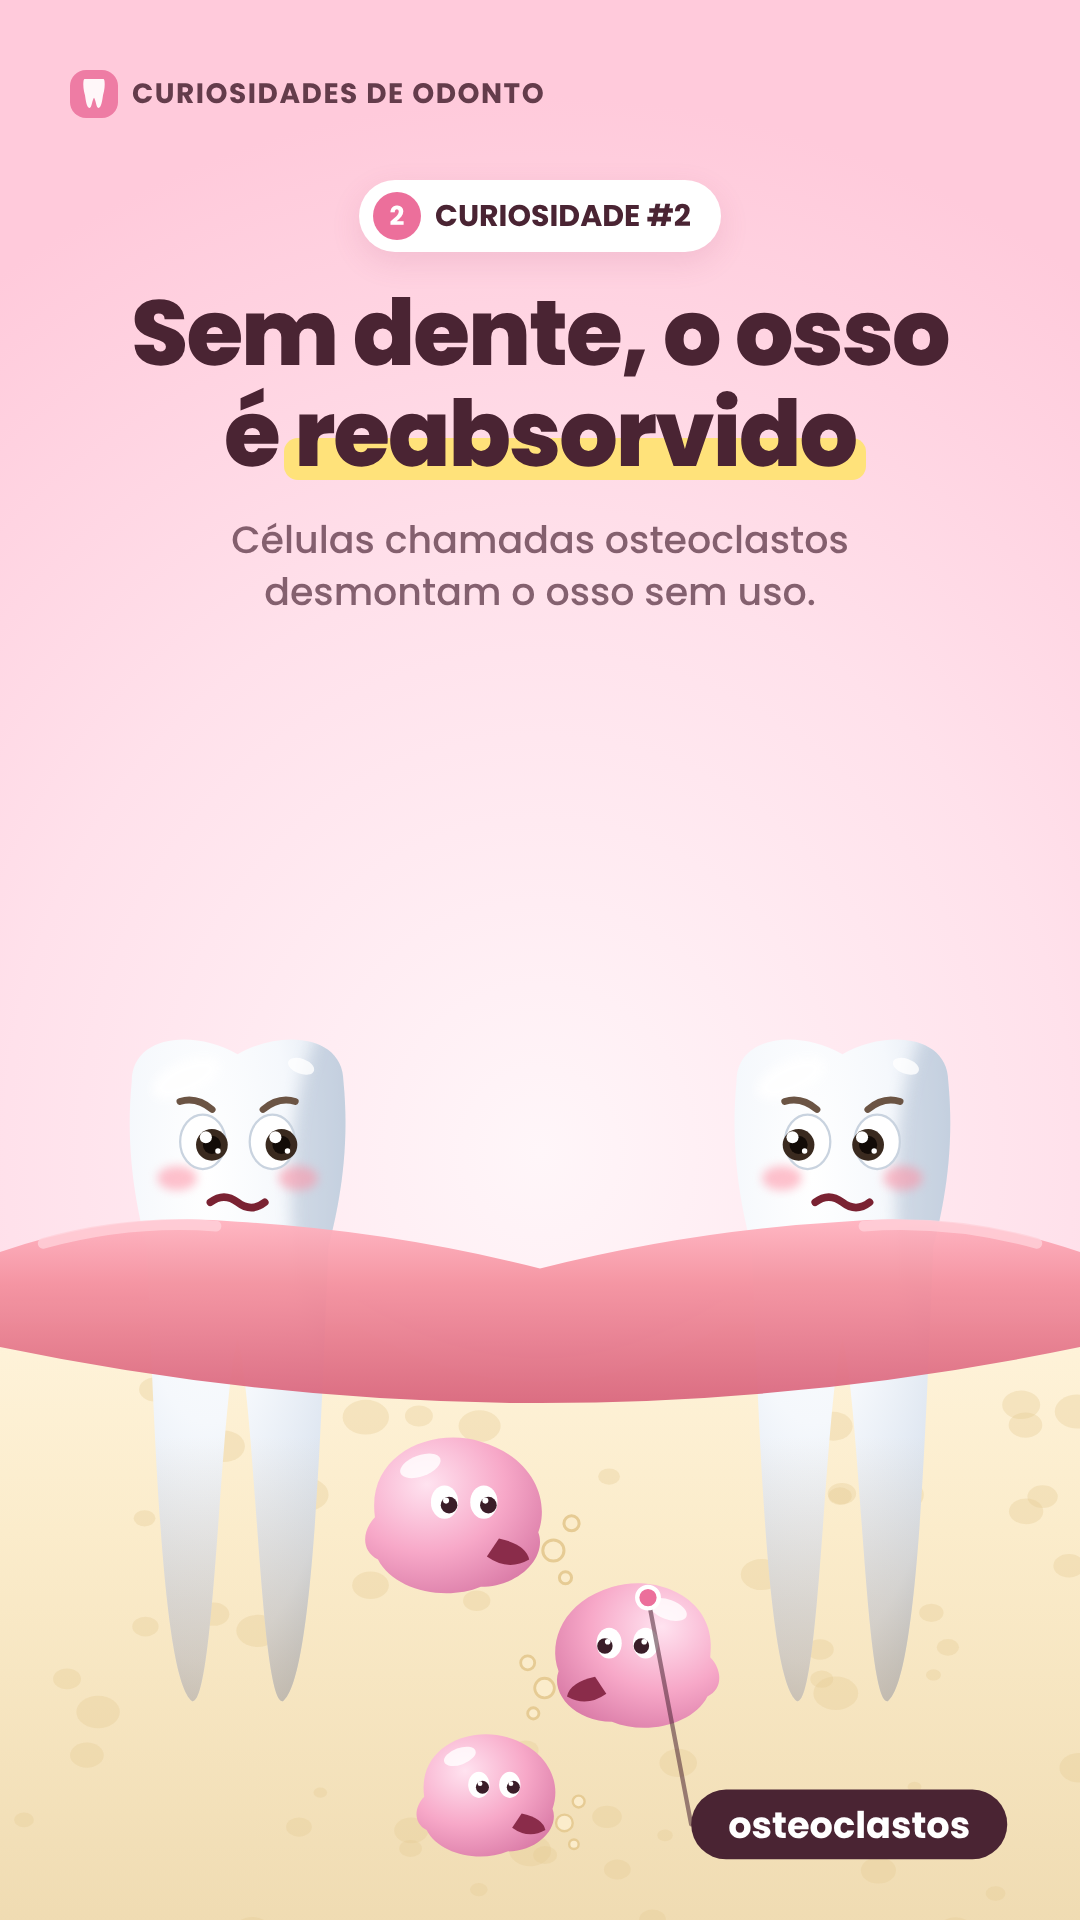 CURIOSIDADES DE ODONTO
2 CURIOSIDADE #2
Sem dente, o osso
é reabsorvido
Células chamadas osteoclastos
desmontam o osso sem uso.
osteoclastos